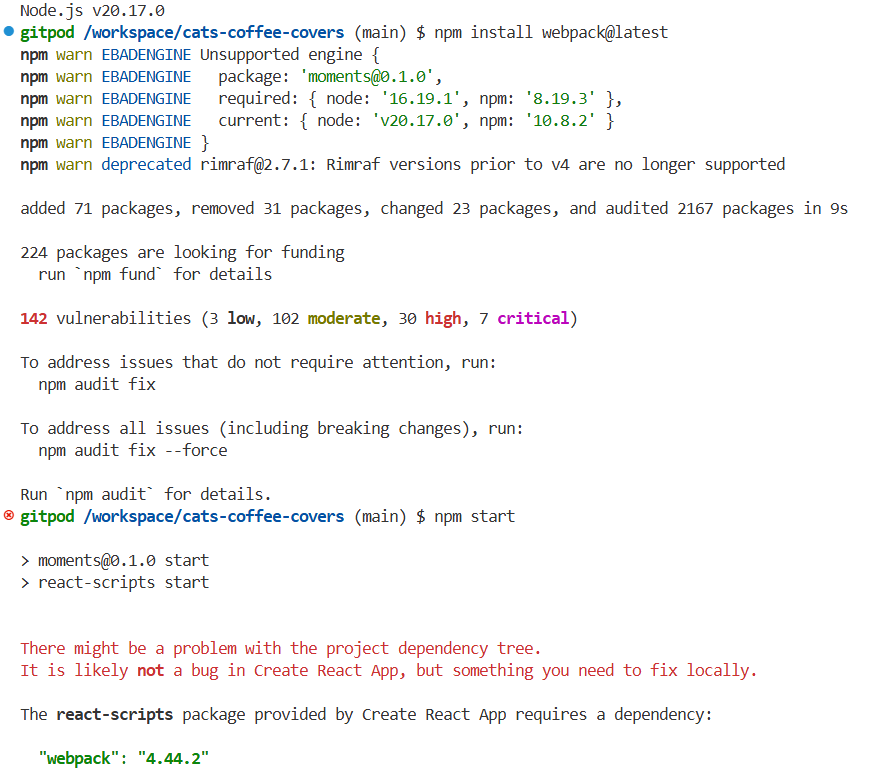 Node.js v20.17.0
gitpod /workspace/cats-coffee-covers (main) $ npm install webpack@latest
npm warn EBADENGINE Unsupported engine {
npm warn EBADENGINE   package: 'moments@0.1.0',
npm warn EBADENGINE   required: { node: '16.19.1', npm: '8.19.3' },
npm warn EBADENGINE   current: { node: 'v20.17.0', npm: '10.8.2' }
npm warn EBADENGINE }
npm warn deprecated rimraf@2.7.1: Rimraf versions prior to v4 are no longer supported
added 71 packages, removed 31 packages, changed 23 packages, and audited 2167 packages in 9s
224 packages are looking for funding
  run `npm fund` for details
142 vulnerabilities (3 low, 102 moderate, 30 high, 7 critical)
To address issues that do not require attention, run:
  npm audit fix
To address all issues (including breaking changes), run:
  npm audit fix --force
Run `npm audit` for details.
gitpod /workspace/cats-coffee-covers (main) $ npm start
> moments@0.1.0 start
> react-scripts start
There might be a problem with the project dependency tree.
It is likely not a bug in Create React App, but something you need to fix locally.
The react-scripts package provided by Create React App requires a dependency:
  "webpack": "4.44.2"